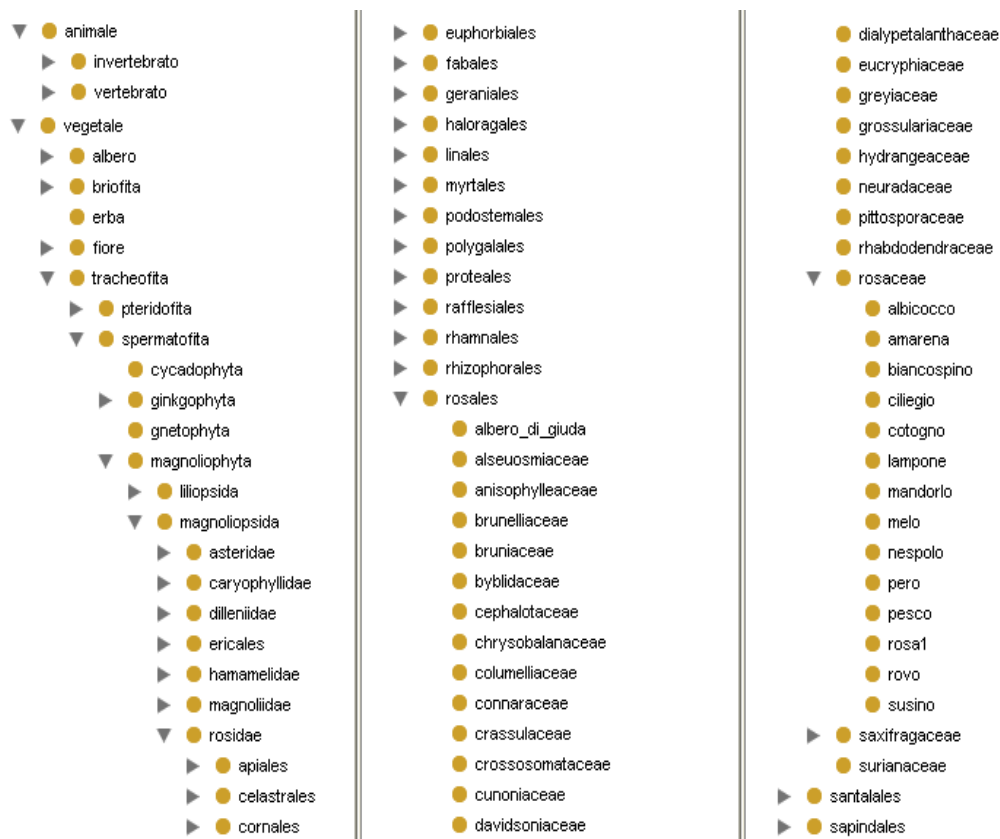 animale
invertebrato
vertebrato
vegetale
albero
briofita
erba
fiore
tracheofita
pteridofita
spermatofita
cycadophyta
ginkgophyta
gnetophyta
magnoliophyta
liliopsida
magnoliopsida
asteridae
caryophyllidae
dilleniidae
ericales
hamamelidae
magnoliidae
rosidae
apiales
celastrales
cornales
euphorbiales
fabales
geraniales
haloragales
linales
myrtales
podostemales
polygalales
proteales
rafflesiales
rhamnales
rhizophorales
rosales
albero_di_giuda
alseuosmiaceae
anisophylleaceae
brunelliaceae
bruniaceae
byblidaceae
cephalotaceae
chrysobalanaceae
columelliaceae
connaraceae
crassulaceae
crossosomataceae
cunoniaceae
davidsoniaceae
dialypetalanthaceae
eucryphiaceae
greyiaceae
grossulariaceae
hydrangeaceae
neuradaceae
pittosporaceae
rhabdodendraceae
rosaceae
albicocco
amarena
biancospino
ciliegio
cotogno
lampone
mandorlo
melo
nespolo
pero
pesco
rosa1
rovo
susino
saxifragaceae
surianaceae
santalales
sapindales